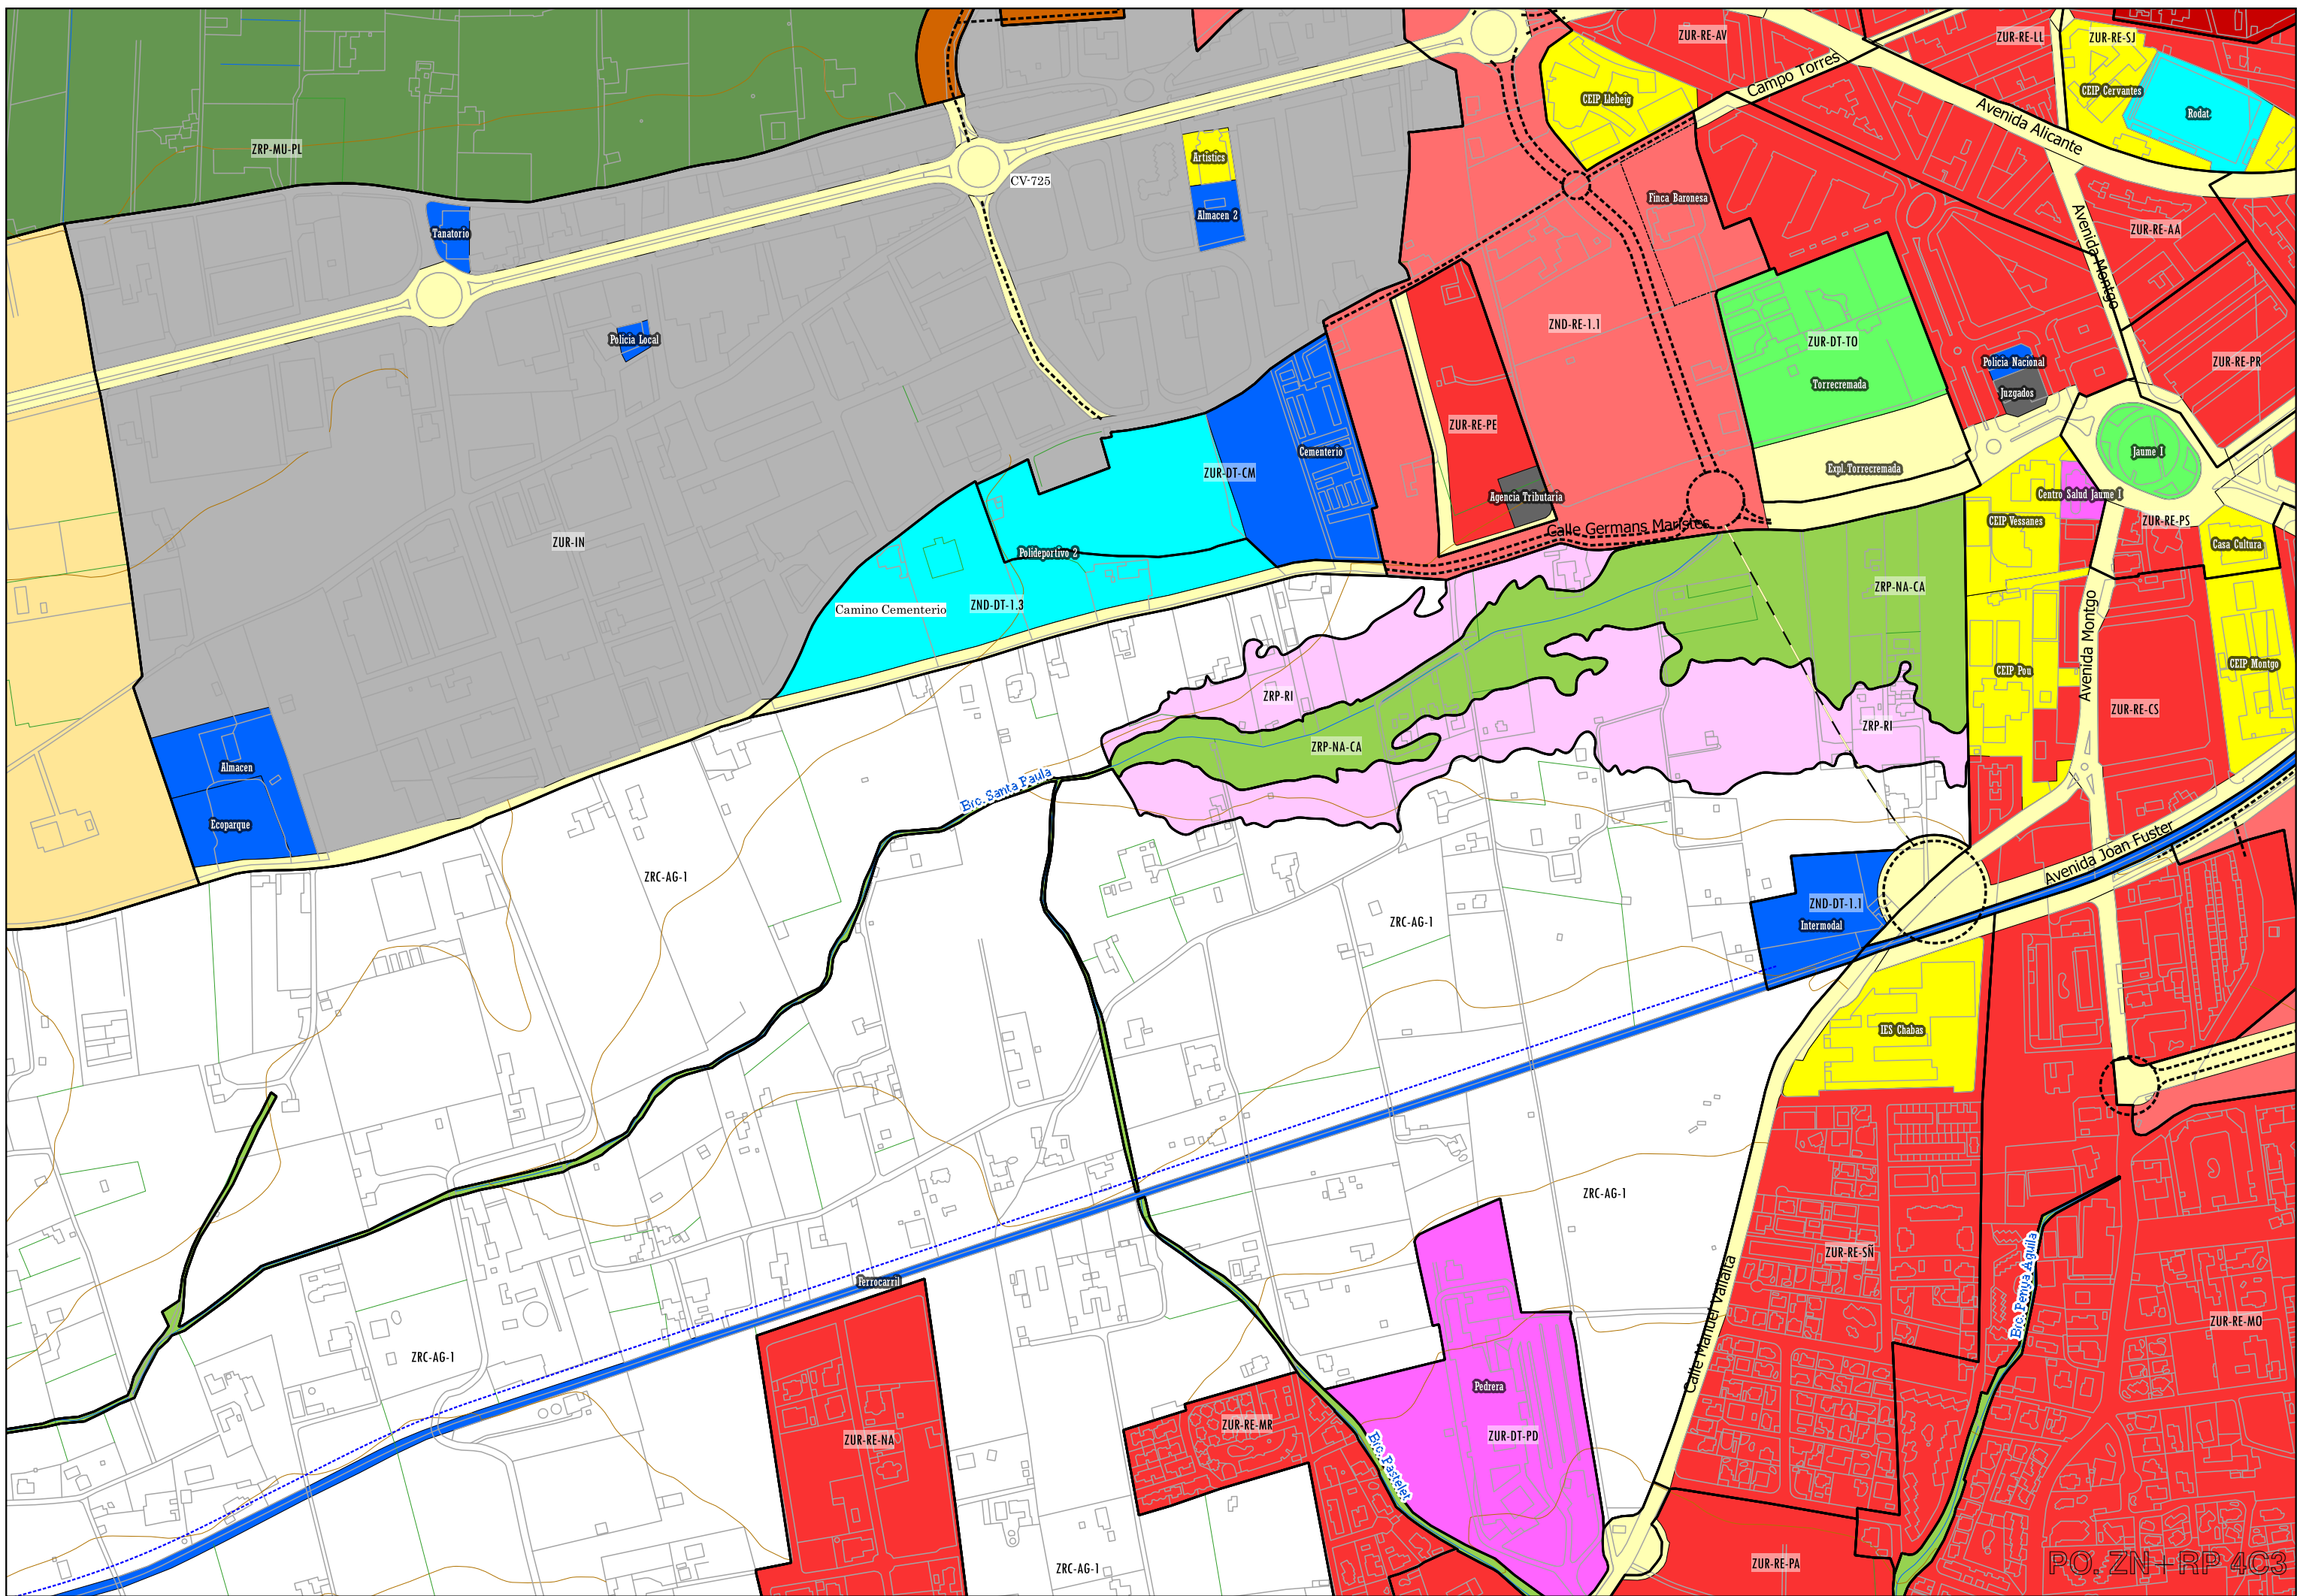 ZUR-RE-AV
ZUR-RE-LL
ZUR-RE-SJ
Campo Torres
CEIP Llebeig
CEIP Cervantes
Rodat
Avenida Alicante
ZRP-MU-PL
Artistics
CV-725
Finca Baronesa
Almacen 2
Tanatorio
Avenida Montgo
ZUR-RE-AA
Policia Local
ZND-RE-1.1
ZUR-DT-TO
Policia Nacional
ZUR-RE-PR
Torrecremada
Juzgados
ZUR-RE-PE
Cementerio
Jaume I
ZUR-DT-CM
Expl. Torrecremada
Agencia Tributaria
Centro Salud Jaume I
Calle Germans Maristes
CEIP Vessanes
ZUR-RE-PS
ZUR-IN
Polideportivo 2
Casa Cultura
ZRP-NA-CA
Camino Cementerio
ZND-DT-1.3
Avenida Montgo
CEIP Pou
CEIP Montgo
ZRP-RI
ZUR-RE-CS
ZRP-RI
ZRP-NA-CA
Almacen
Brc. Santa Paula
Ecoparque
Avenida Joan Fuster
ZRC-AG-1
ZRC-AG-1
ZND-DT-1.1
Intermodal
IES Chabas
ZRC-AG-1
ZUR-RE-SÑ
Brc. Penya Aguila
Ferrocarril
Calle Manuel Vallalta
ZUR-RE-MO
ZRC-AG-1
Pedrera
ZUR-RE-MR
ZUR-RE-NA
ZUR-DT-PD
Brc. Pastelet
ZRC-AG-1
ZUR-RE-PA
PO. ZN+RP 4C3